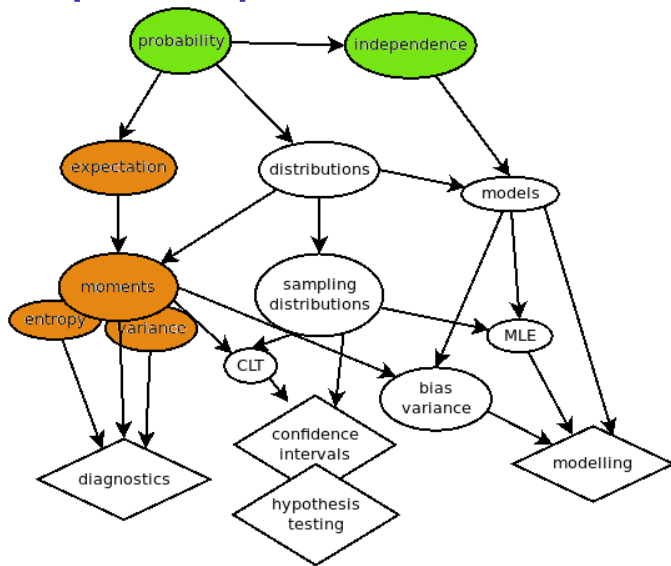 probability
independence
expectation
distributions
models
moments
sampling
distributions
entropy
variance
MLE
CLT
bias
variance
confidence
intervals
modelling
diagnostics
hypothesis
testing